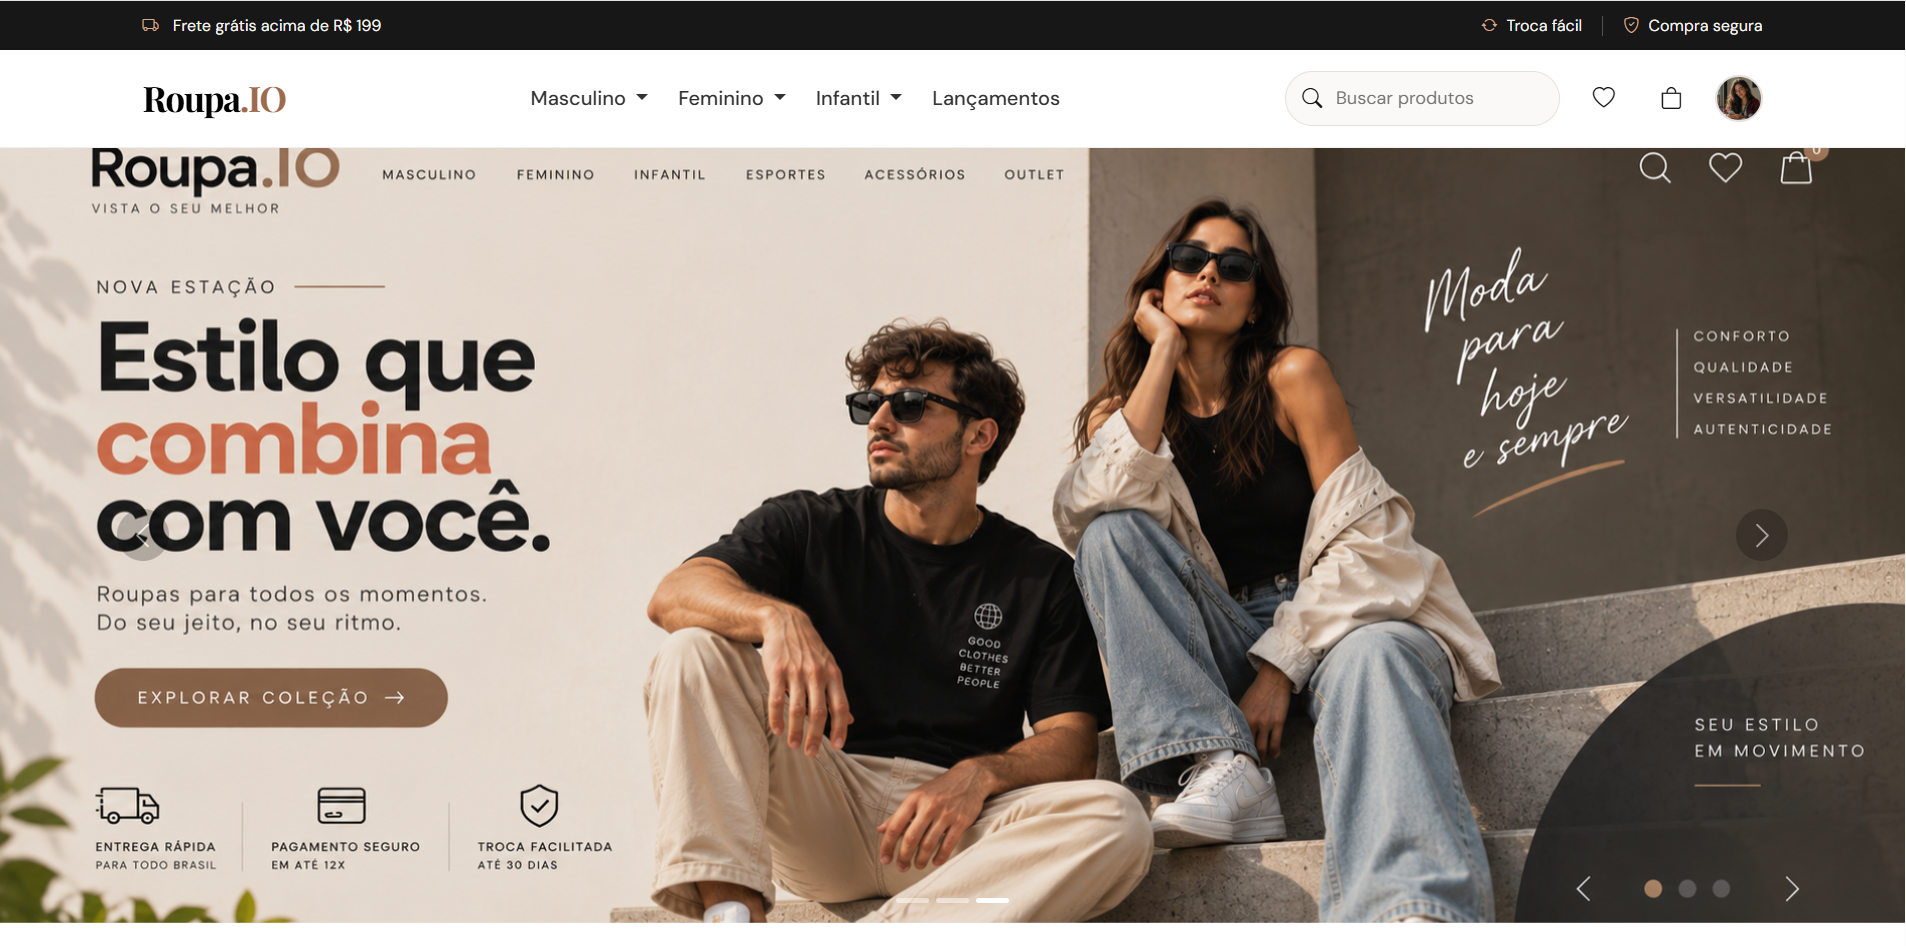 Frete grátis acima de R$ 199
Troca fácil
Compra segura
Roupa.IO
Masculino
Feminino
Infantil
Lançamentos
Buscar produtos
Roupa.IO
VISTA O SEU MELHOR
MASCULINO
FEMININO
INFANTIL
ESPORTES
ACESSÓRIOS
OUTLET
0
NOVA ESTAÇÃO
Estilo que
combina
com você.
Roupas para todos os momentos.
Do seu jeito, no seu ritmo.
EXPLORAR COLEÇÃO →
ENTREGA RÁPIDA
PARA TODO BRASIL
PAGAMENTO SEGURO
EM ATÉ 12X
TROCA FACILITADA
ATÉ 30 DIAS
GOOD
CLOTHES
BETTER
PEOPLE
Moda
para
hoje
e sempre
CONFORTO
QUALIDADE
VERSATILIDADE
AUTENTICIDADE
SEU ESTILO
EM MOVIMENTO